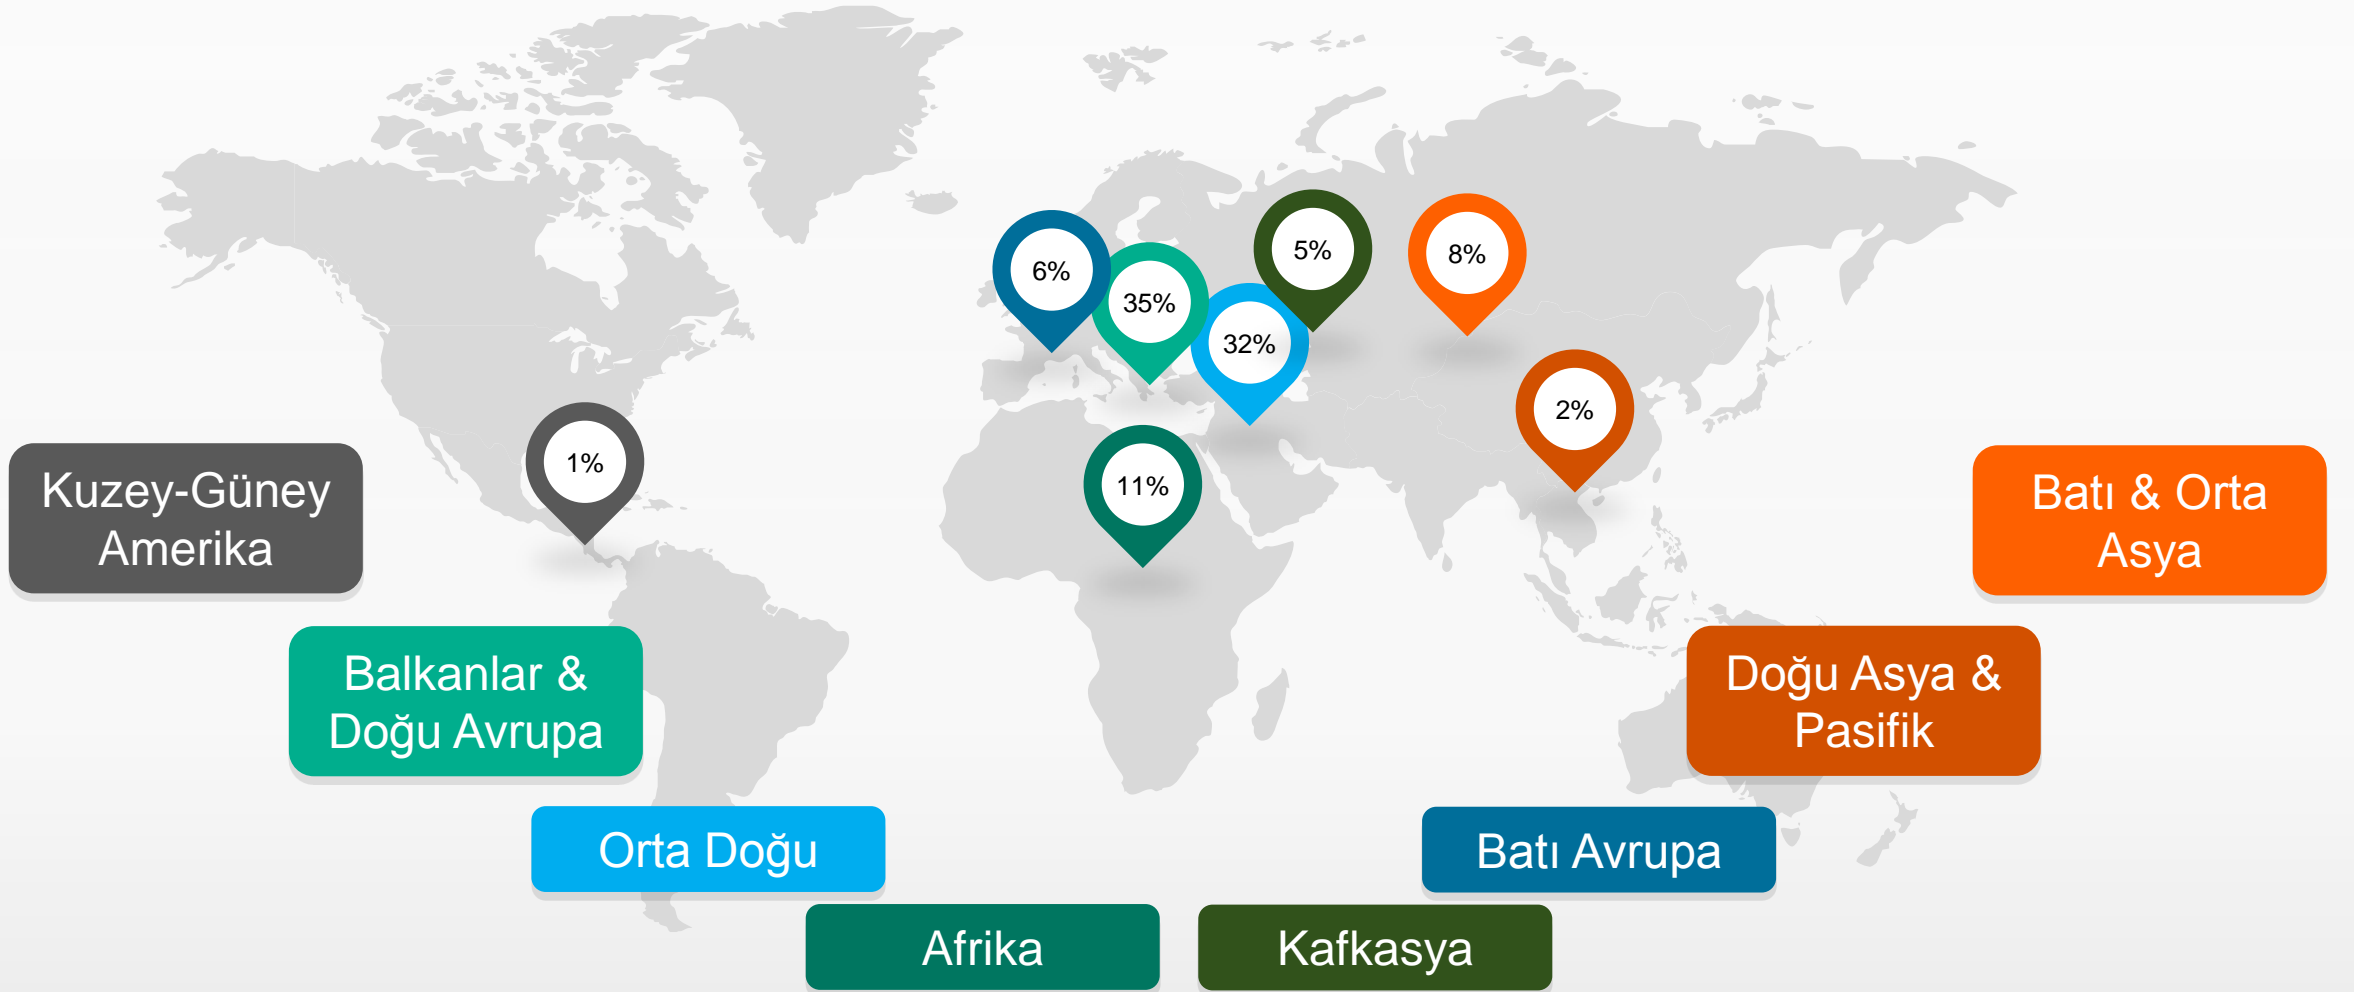 5%
8%
6%
35%
32%
2%
1%
11%
Kuzey-Güney
Amerika
Batı & Orta
Asya
Balkanlar &
Doğu Avrupa
Doğu Asya &
Pasifik
Orta Doğu
Batı Avrupa
Afrika
Kafkasya